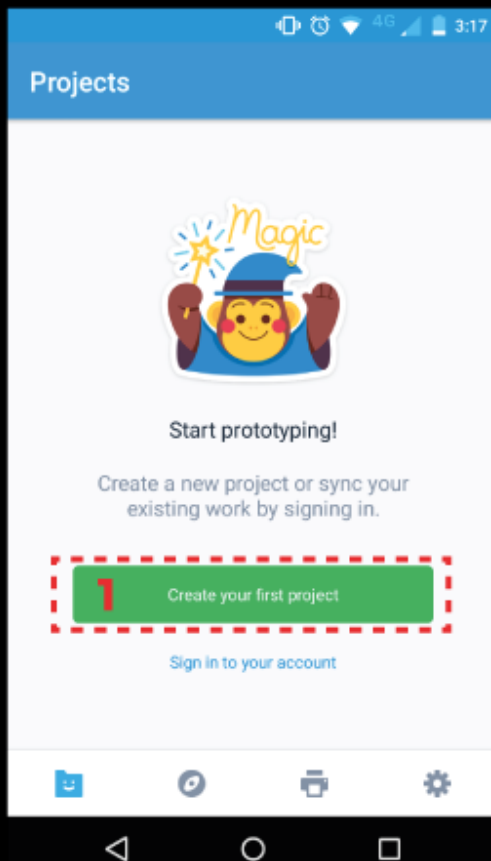 4G 3:17
Projects
Magic
Start prototyping!
Create a new project or sync your
existing work by signing in.
1 Create your first project
Sign in to your account